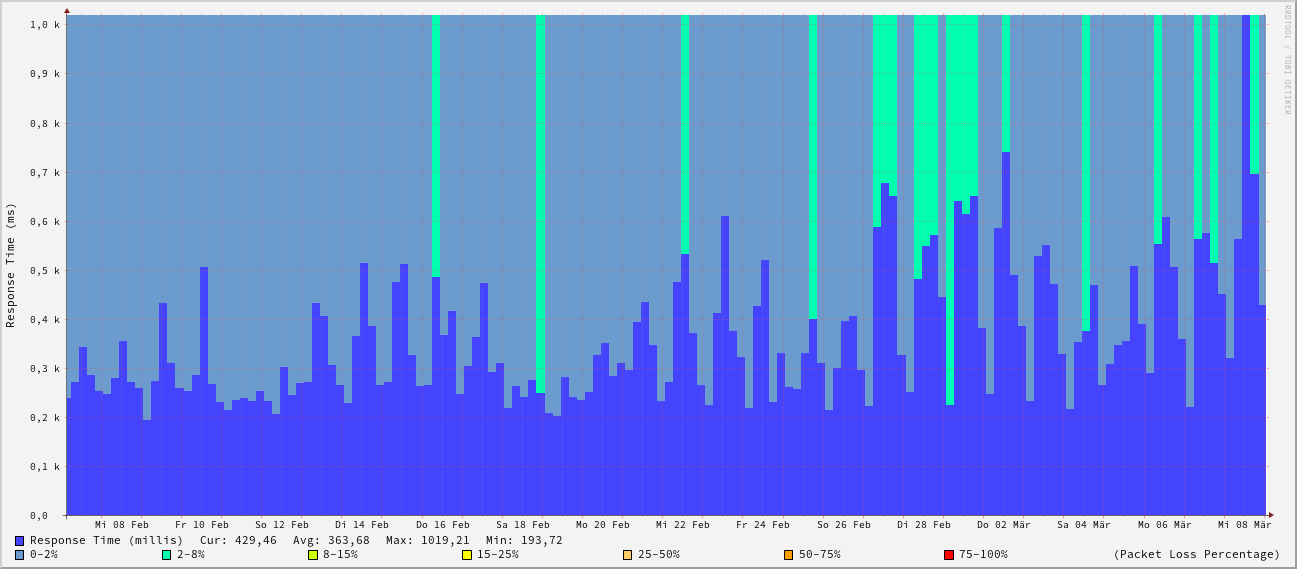 RRDTOOL / TOBI OETIKER
Response Time (ms)
1,0 k
0,9 k
0,8 k
0,7 k
0,6 k
0,5 k
0,4 k
0,3 k
0,2 k
0,1 k
0,0
Mi 08 Feb Fr 10 Feb So 12 Feb Di 14 Feb Do 16 Feb Sa 18 Feb Mo 20 Feb Mi 22 Feb Fr 24 Feb So 26 Feb Di 28 Feb Do 02 Mär Sa 04 Mär Mo 06 Mär Mi 08 Mär
Response Time (millis) Cur: 429,46 Avg: 363,68 Max: 1019,21 Min: 193,72
0-2% 2-8% 8-15% 15-25% 25-50% 50-75% 75-100% (Packet Loss Percentage)